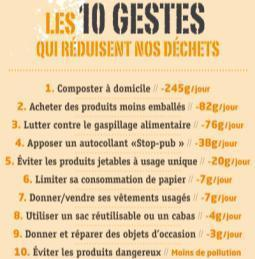 LES 10 GESTES
QUI RÉDUISENT NOS DÉCHETS
1. Composter à domicile // -245g/jour
2. Acheter des produits moins emballés // -82g/jour
3. Lutter contre le gaspillage alimentaire // -76g/jour
4. Apposer un autocollant «Stop-pub » // -38g/jour
5. Éviter les produits jetables à usage unique // -20g/jour
6. Limiter sa consommation de papier // -7g/jour
7. Donner/vendre ses vêtements usagés // -7g/jour
8. Utiliser un sac réutilisable ou un cabas // -4g/jour
9. Donner et réparer des objets d'occasion // -3g/jour
10. Éviter les produits dangereux // Moins de pollution